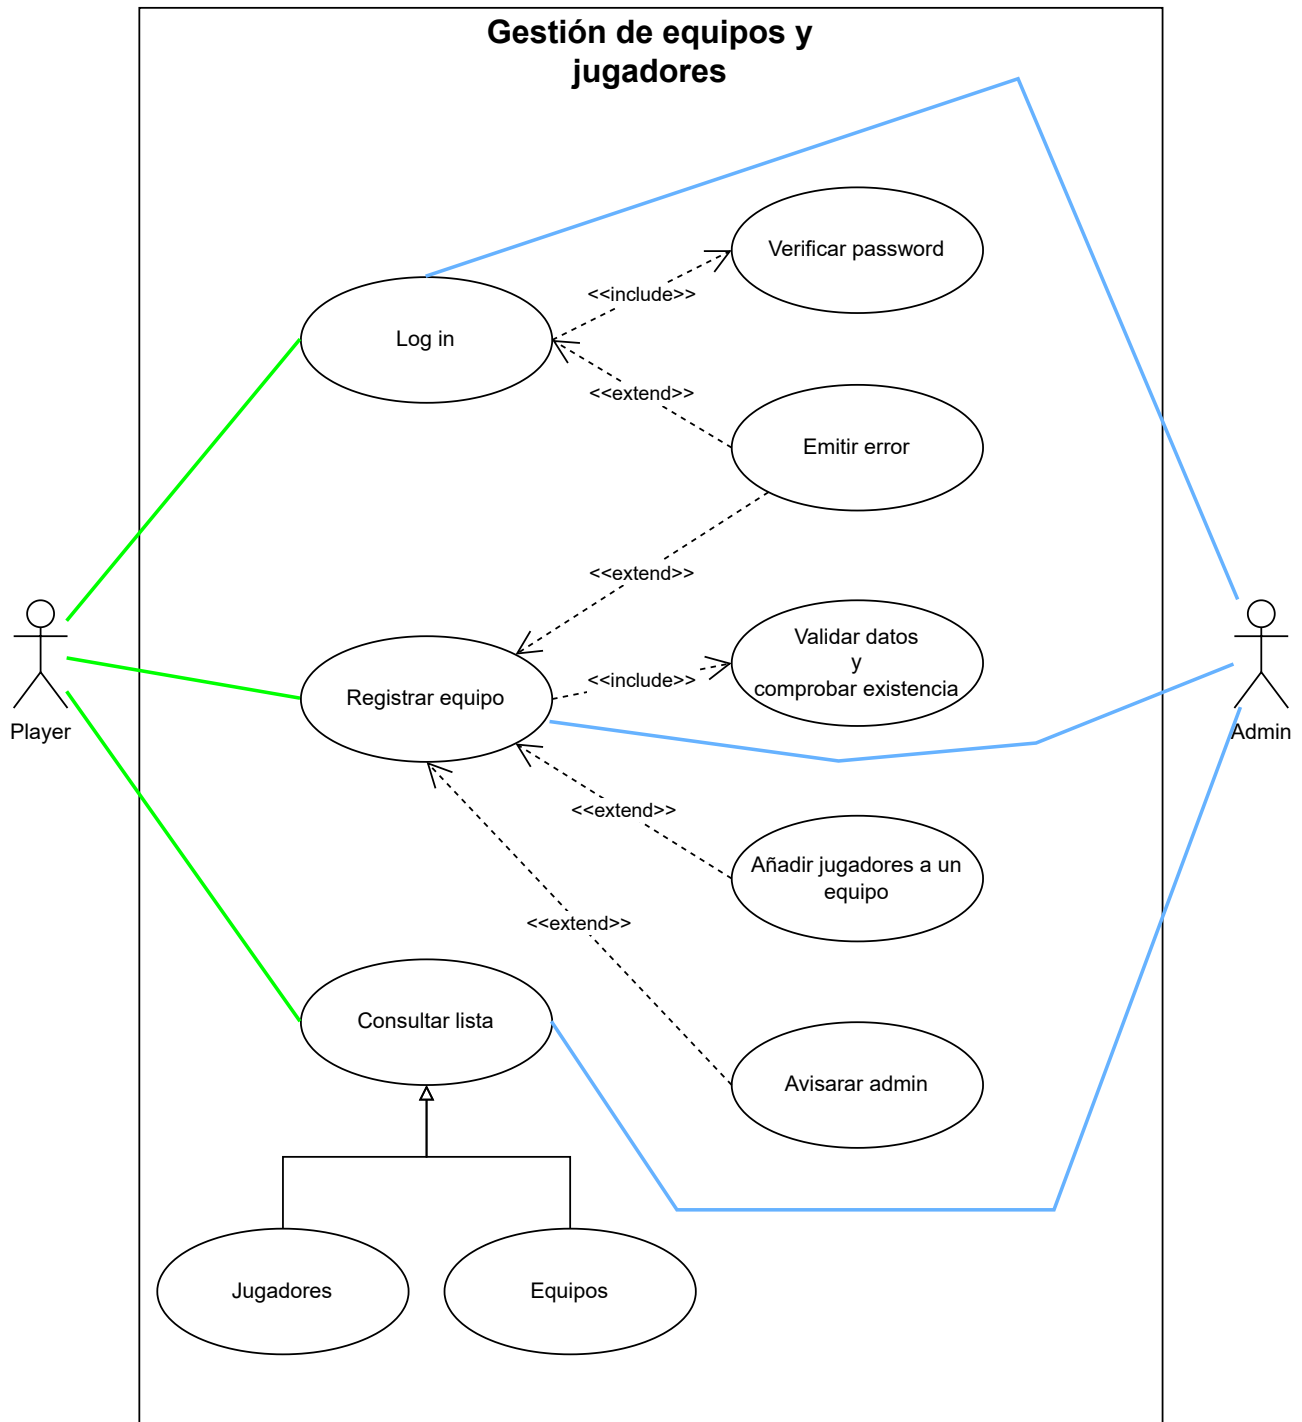 Gestión de equipos y
jugadores
Verificar password
<<include>>
Log in
<<extend>>
Emitir error
<<extend>>
Validar datos
y
comprobar existencia
<<include>>
Registrar equipo
Player
Admin
<<extend>>
Añadir jugadores a un
equipo
<<extend>>
Consultar lista
Avisarar admin
Jugadores
Equipos